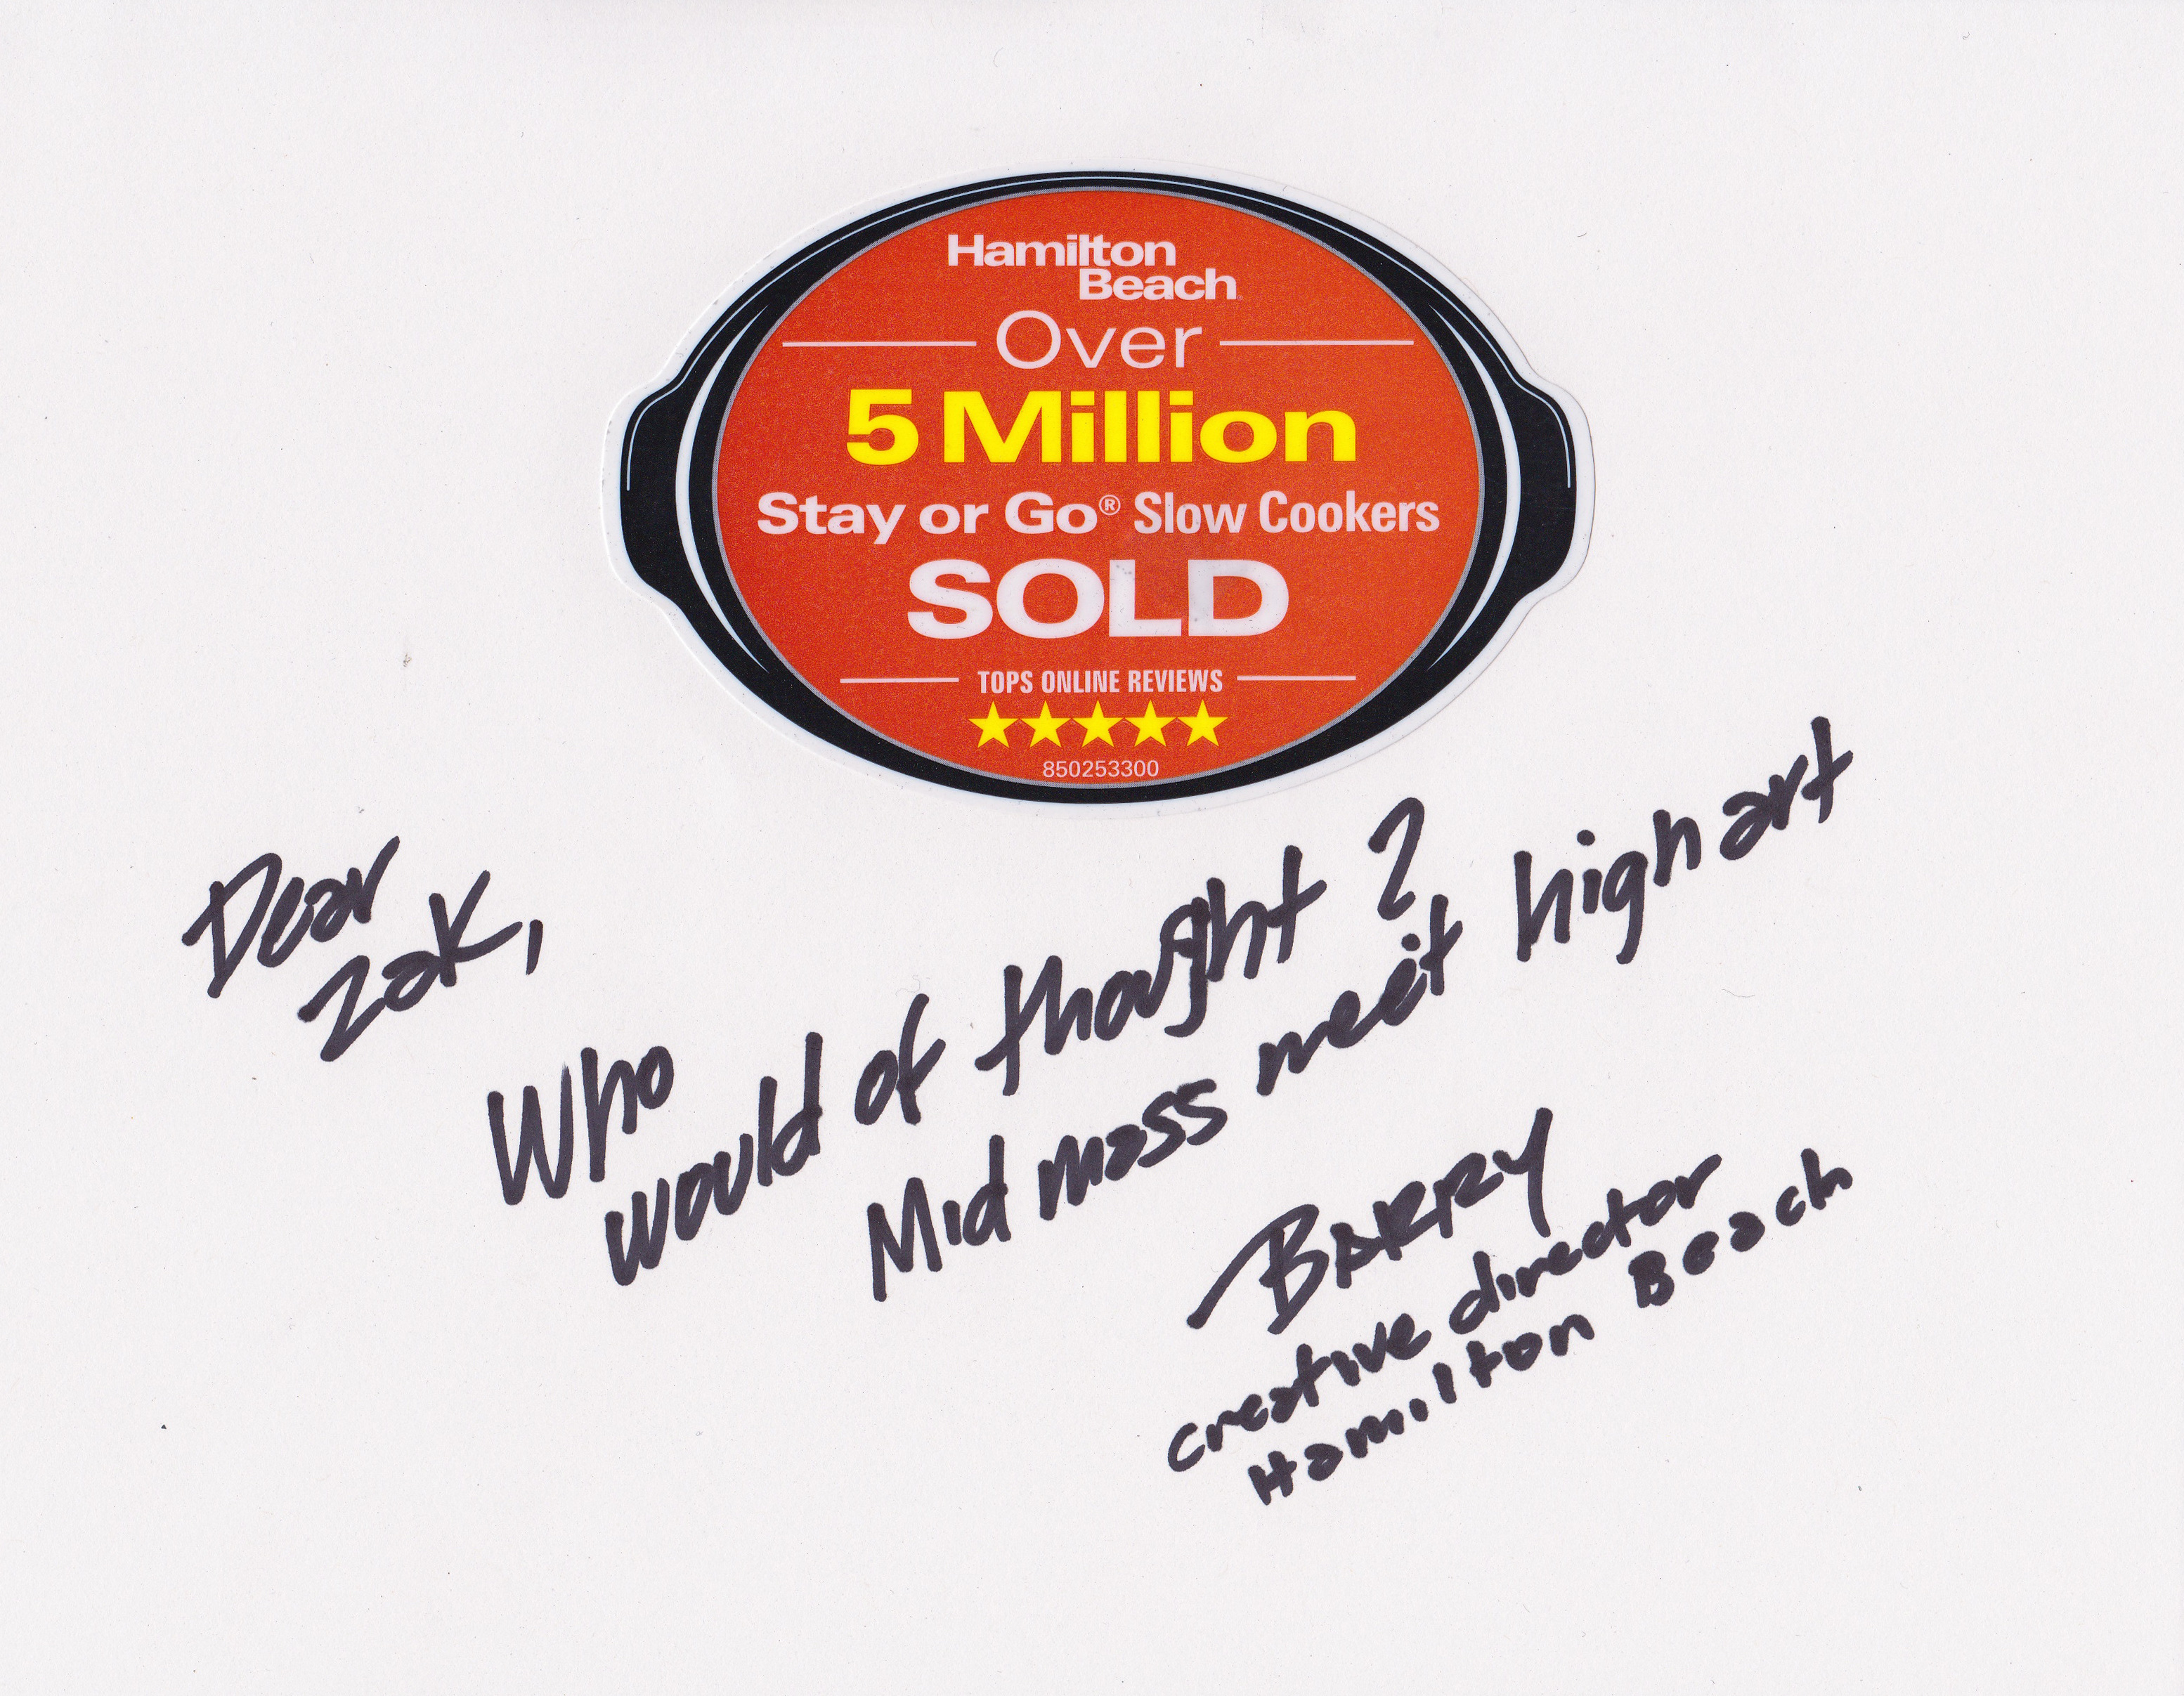 Hamilton
Beach
Over
5 Million
Stay or Go® Slow Cookers
SOLD
TOPS ONLINE REVIEWS
850253300
Dear
Zak,
Who
would of thought?
Mid mass meet high art
BARRY
creative director
Hamilton Beach